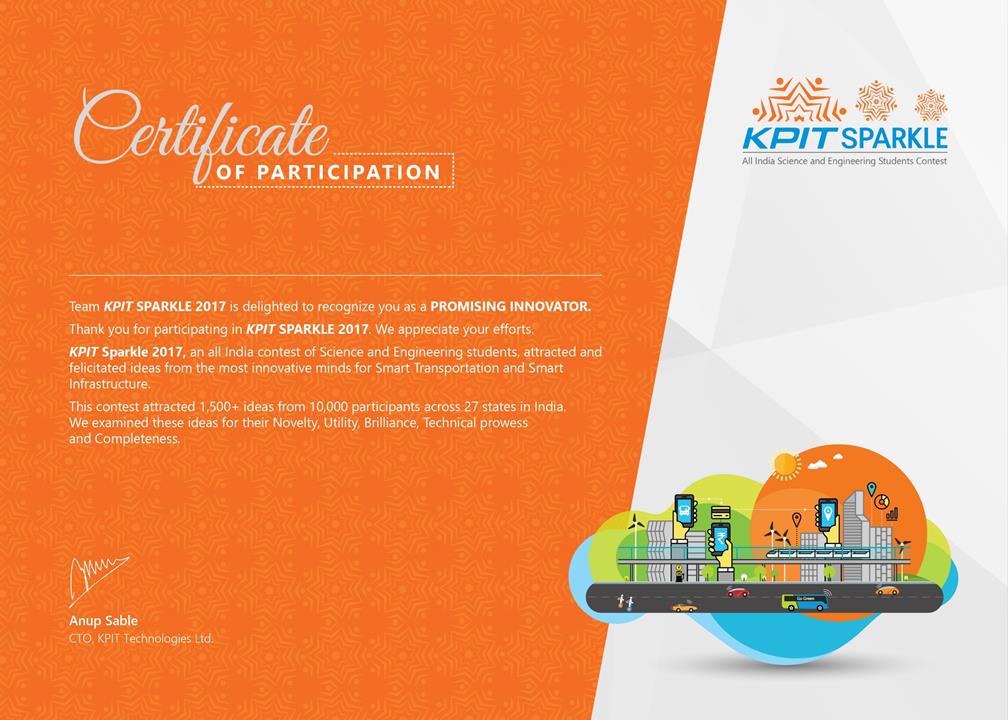 Certificate
OF PARTICIPATION
KPIT SPARKLE
All India Science and Engineering Students Contest
Team KPIT SPARKLE 2017 is delighted to recognize you as a PROMISING INNOVATOR.
Thank you for participating in KPIT SPARKLE 2017. We appreciate your efforts.
KPIT Sparkle 2017, an all India contest of Science and Engineering students, attracted and
felicitated ideas from the most innovative minds for Smart Transportation and Smart
Infrastructure.
This contest attracted 1,500+ ideas from 10,000 participants across 27 states in India.
We examined these ideas for their Novelty, Utility, Brilliance, Technical prowess
and Completeness.
₹
Go Green
Anup Sable
CTO, KPIT Technologies Ltd.